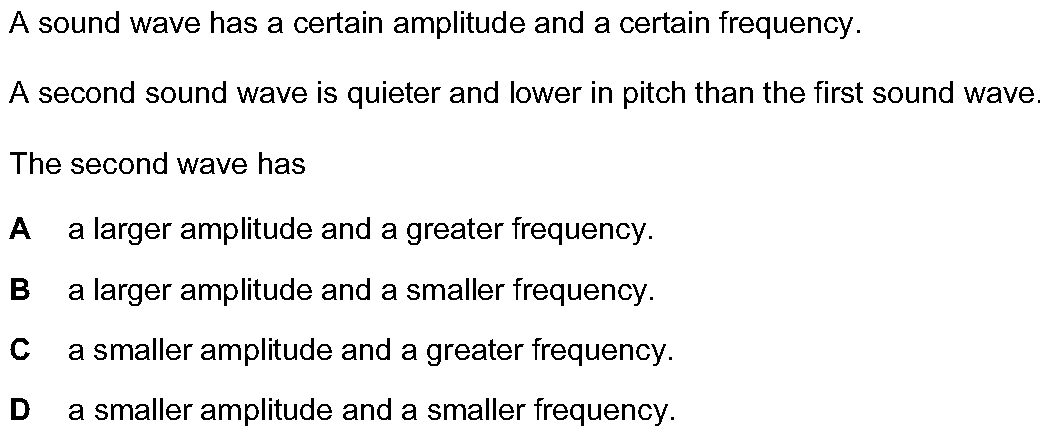 A sound wave has a certain amplitude and a certain frequency.
A second sound wave is quieter and lower in pitch than the first sound wave.
The second wave has
A a larger amplitude and a greater frequency.
B a larger amplitude and a smaller frequency.
C a smaller amplitude and a greater frequency.
D a smaller amplitude and a smaller frequency.